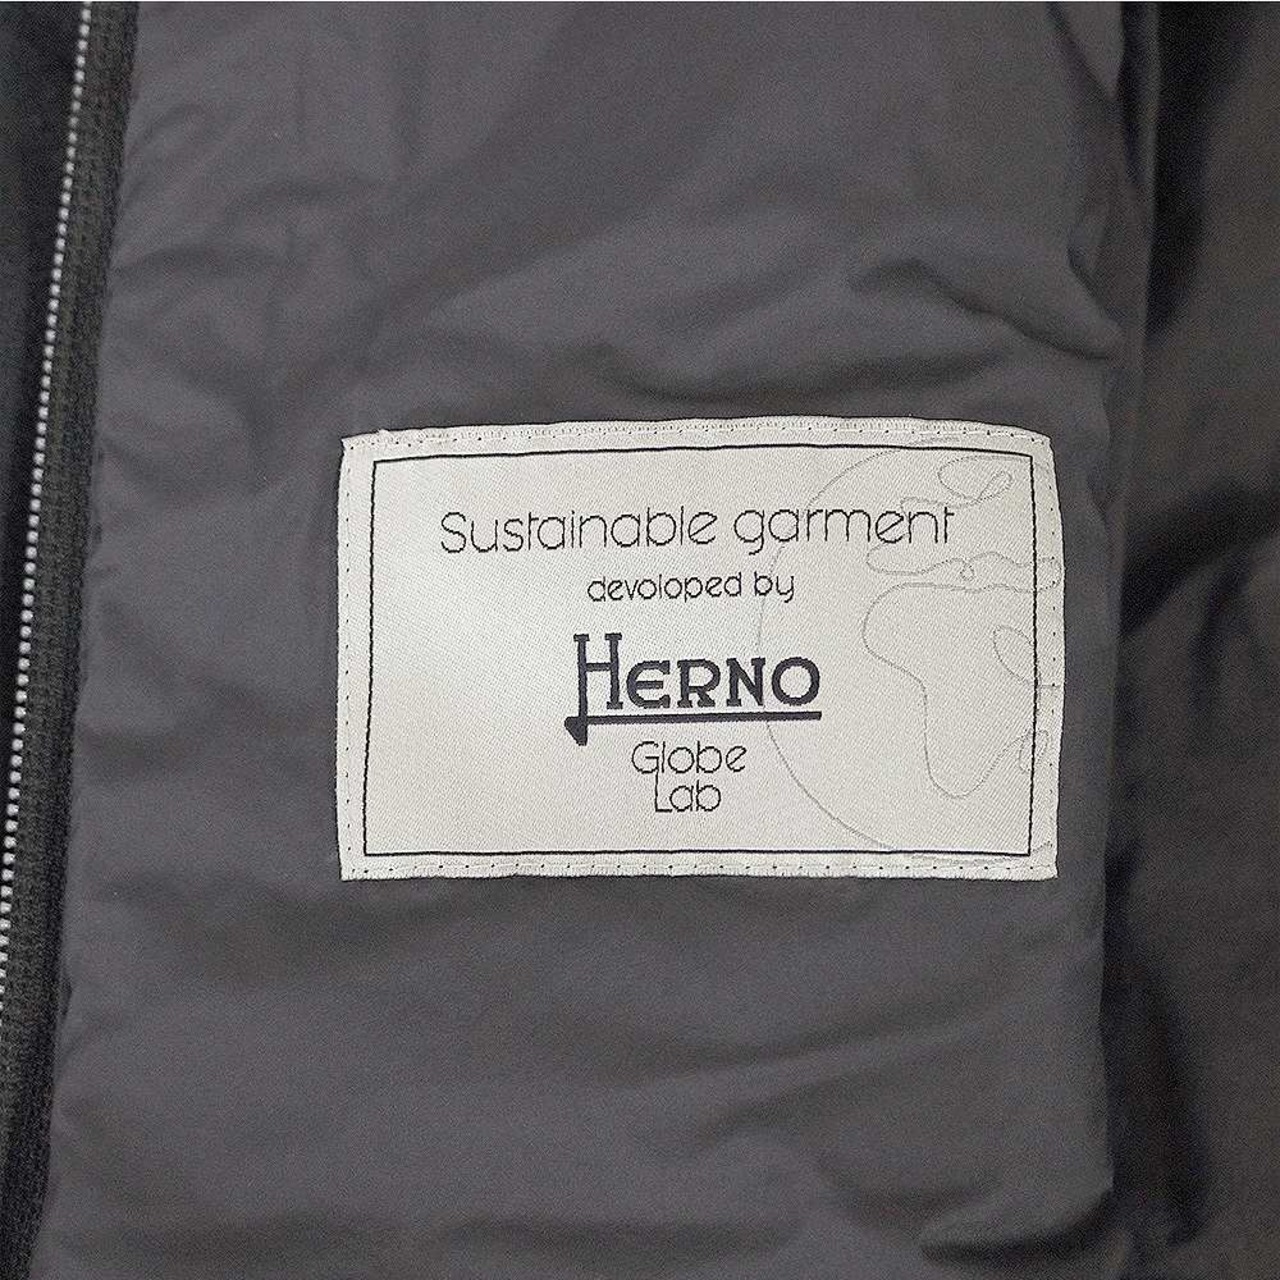 Sustainable garment
devoloped by
HERNO
Globe
Lab